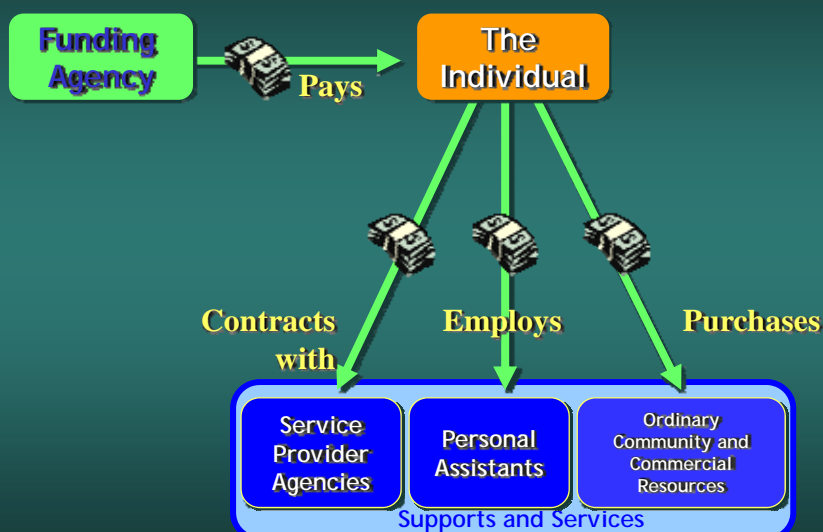 Funding
Agency
Pays
The
Individual
Contracts
with
Employs
Purchases
Service
Provider
Agencies
Personal
Assistants
Ordinary
Community and
Commercial
Resources
Supports and Services